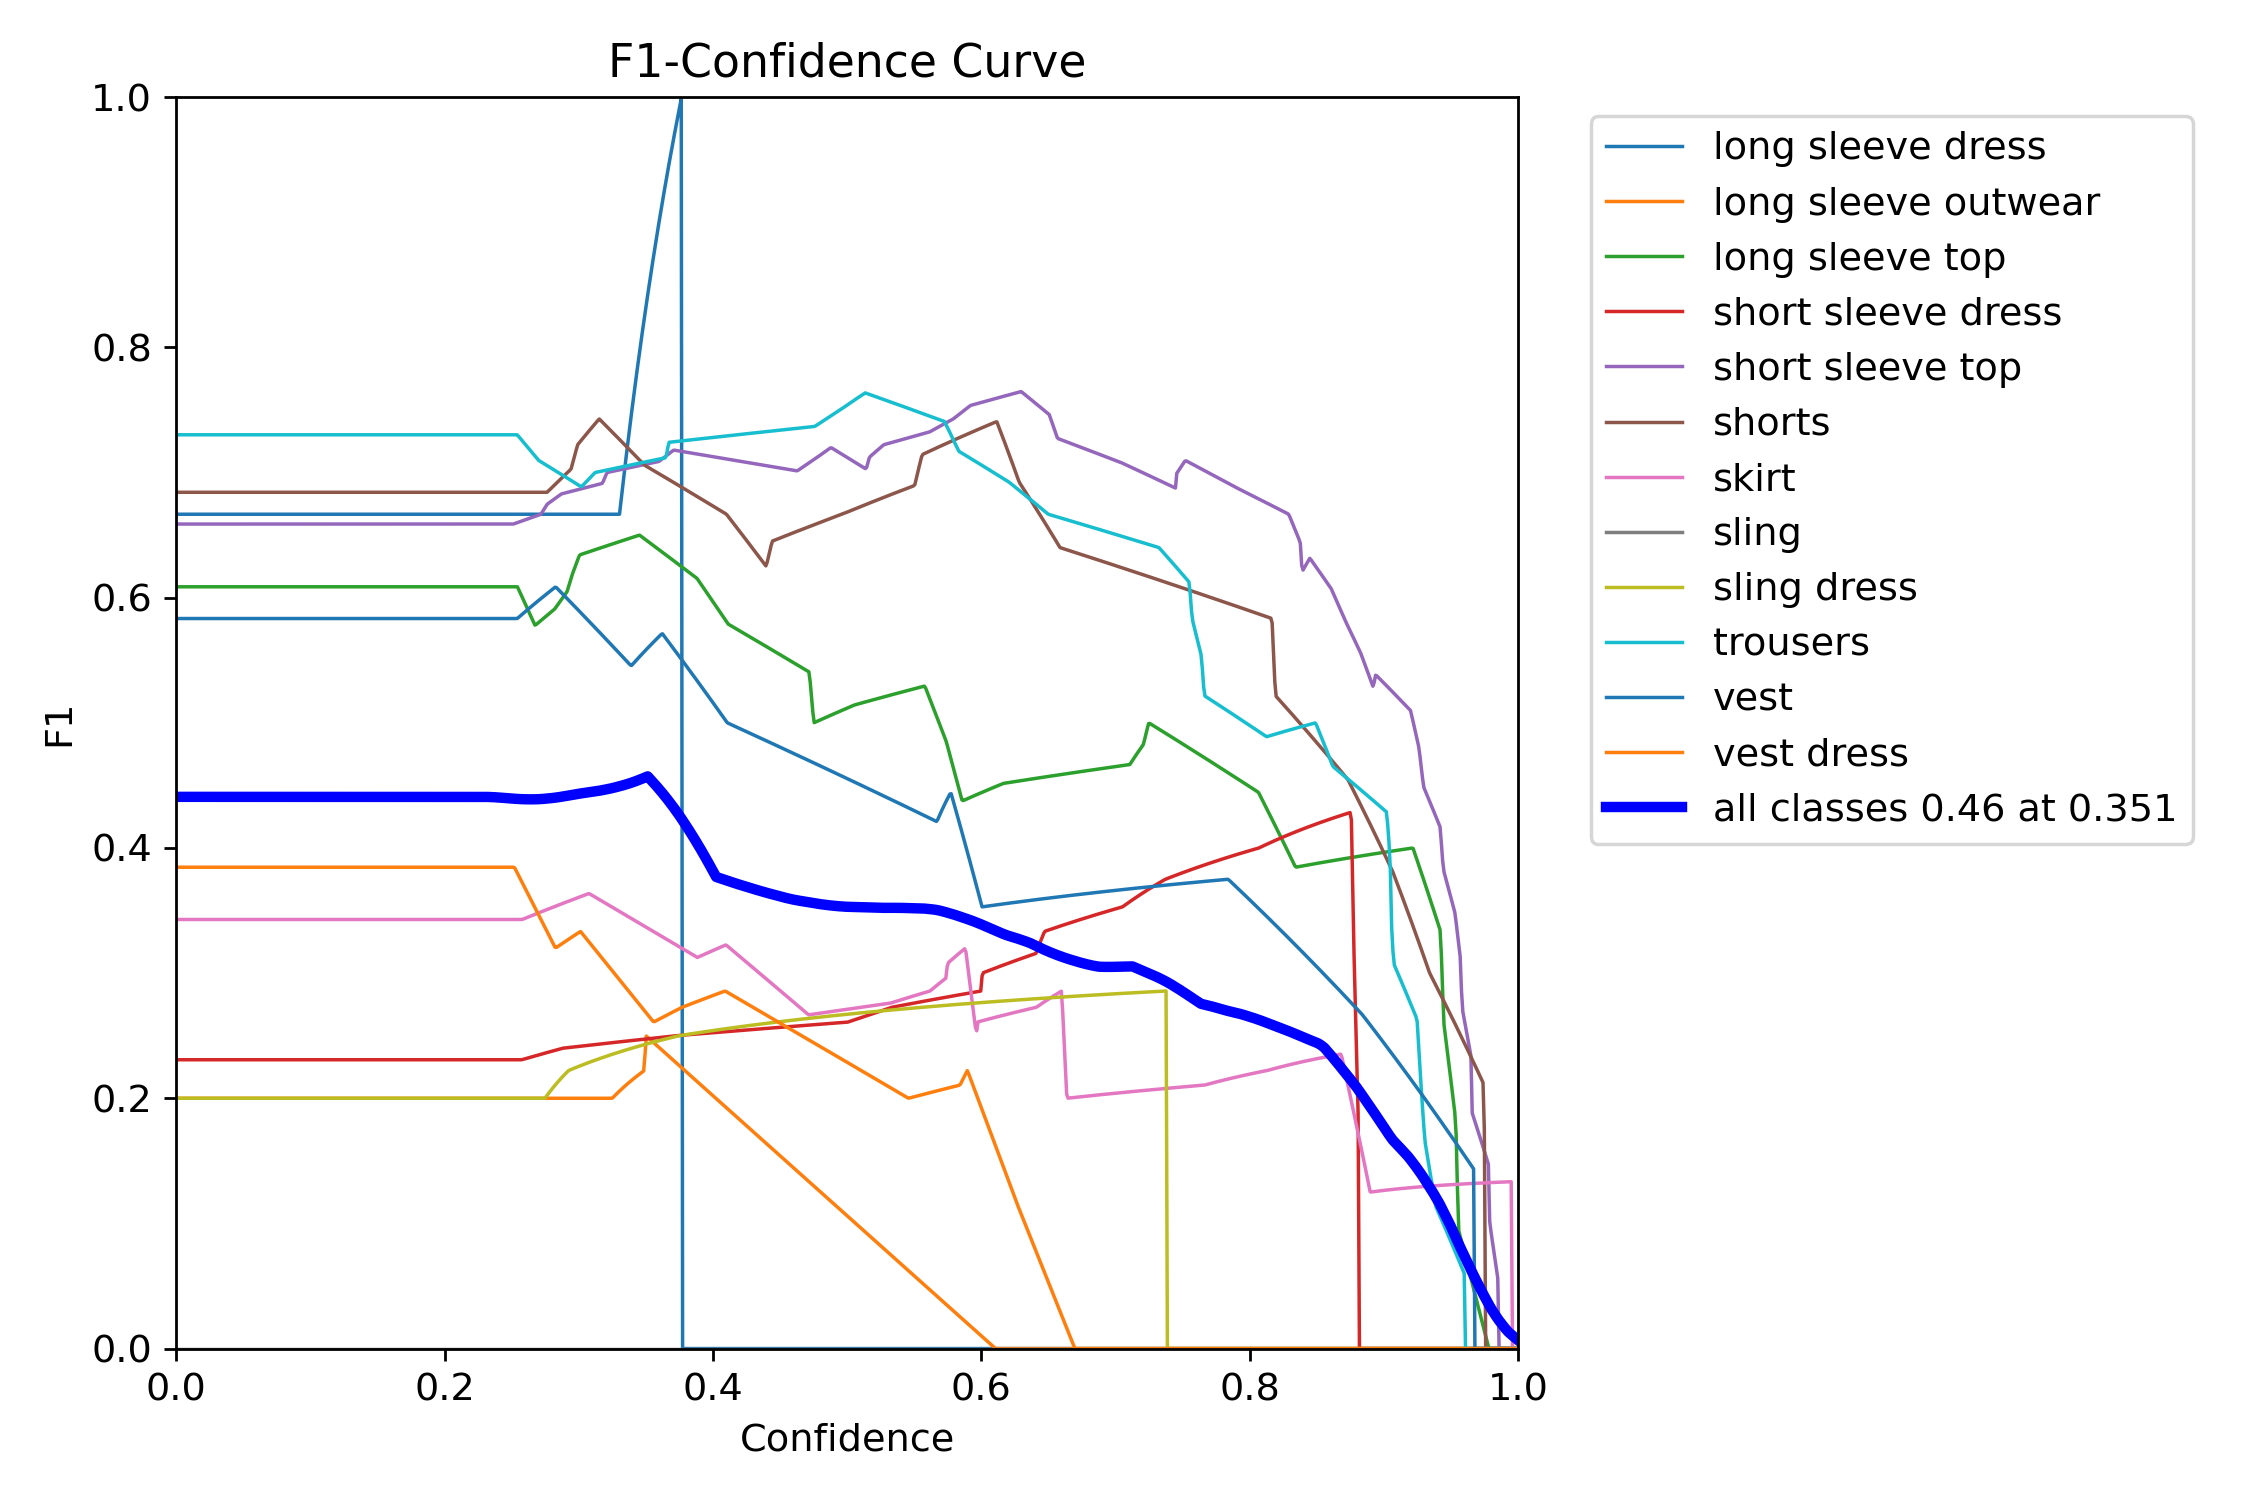 F1-Confidence Curve
1.0
0.8
0.6
0.4
0.2
0.0
F1
0.0 0.2 0.4 0.6 0.8 1.0
Confidence
long sleeve dress
long sleeve outwear
long sleeve top
short sleeve dress
short sleeve top
shorts
skirt
sling
sling dress
trousers
vest
vest dress
all classes 0.46 at 0.351